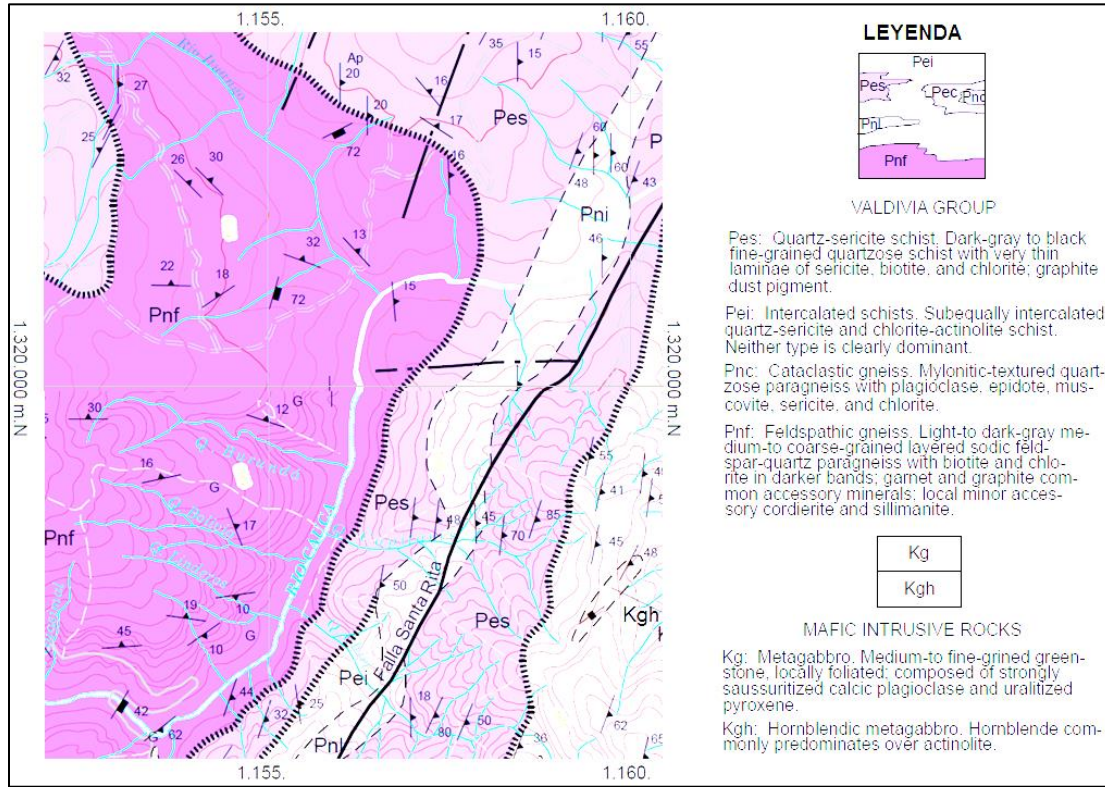 1.155.
1.160.
1.320.000 m.N
32
27
25
26
30
22
18
Pnf
32
13
72
72
Ap
20
20
35
15
16
17
16
Pes
60
60
48
43
Pni
46
15
30
12
G
Q. Burundá
16
G
17
Pnf
19
10
10
G
45
RIO CAUCA
44
42
62
G
32
25
50
Pes
48
45
70
85
Falla Santa Rita
Pes
Pei
PnI
18
80
50
36
55
41
45
48
Kgh
62
65
1.155.
1.160.
1.320.000 m.N
LEYENDA
Pei
Pes
Pec
Pnc
PnI
Pnf
VALDIVIA GROUP
Pes: Quartz-sericite schist. Dark-gray to black
fine-grained quartzose schist with very thin
laminae of sericite, biotite, and chlorite; graphite
dust pigment.
Pei: Intercalated schists. Subequally intercalated
quartz-sericite and chlorite-actinolite schist.
Neither type is clearly dominant.
Pnc: Cataclastic gneiss. Mylonitic-textured quart-
zose paragneiss with plagioclase, epidote, mus-
covite, sericite, and chlorite.
Pnf: Feldspathic gneiss. Light-to dark-gray me-
dium-to coarse-grained layered sodic feld-
spar-quartz paragneiss with biotite and chlo-
rite in darker bands; garnet and graphite com-
mon accessory minerals; local minor acces-
sory cordierite and sillimanite.
Kg
Kgh
MAFIC INTRUSIVE ROCKS
Kg: Metagabbro. Medium-to fine-grined green-
stone, locally foliated; composed of strongly
saussuritized calcic plagioclase and uralitized
pyroxene.
Kgh: Hornblendic metagabbro. Hornblende com-
monly predominates over actinolite.